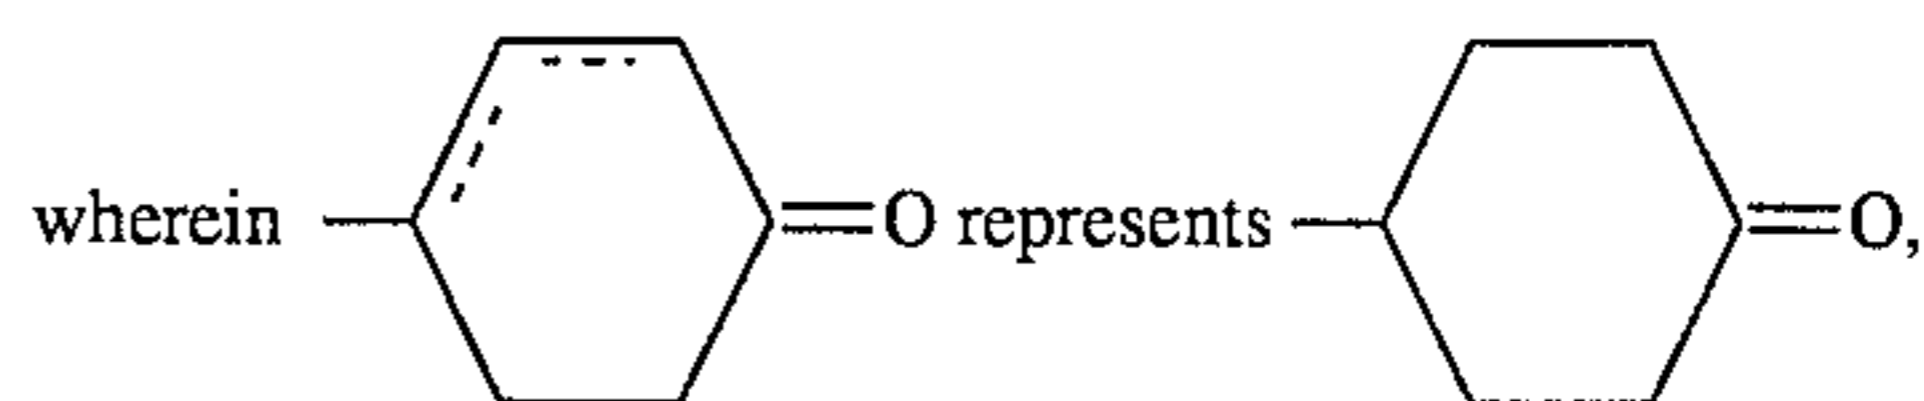 wherein =O represents =O,